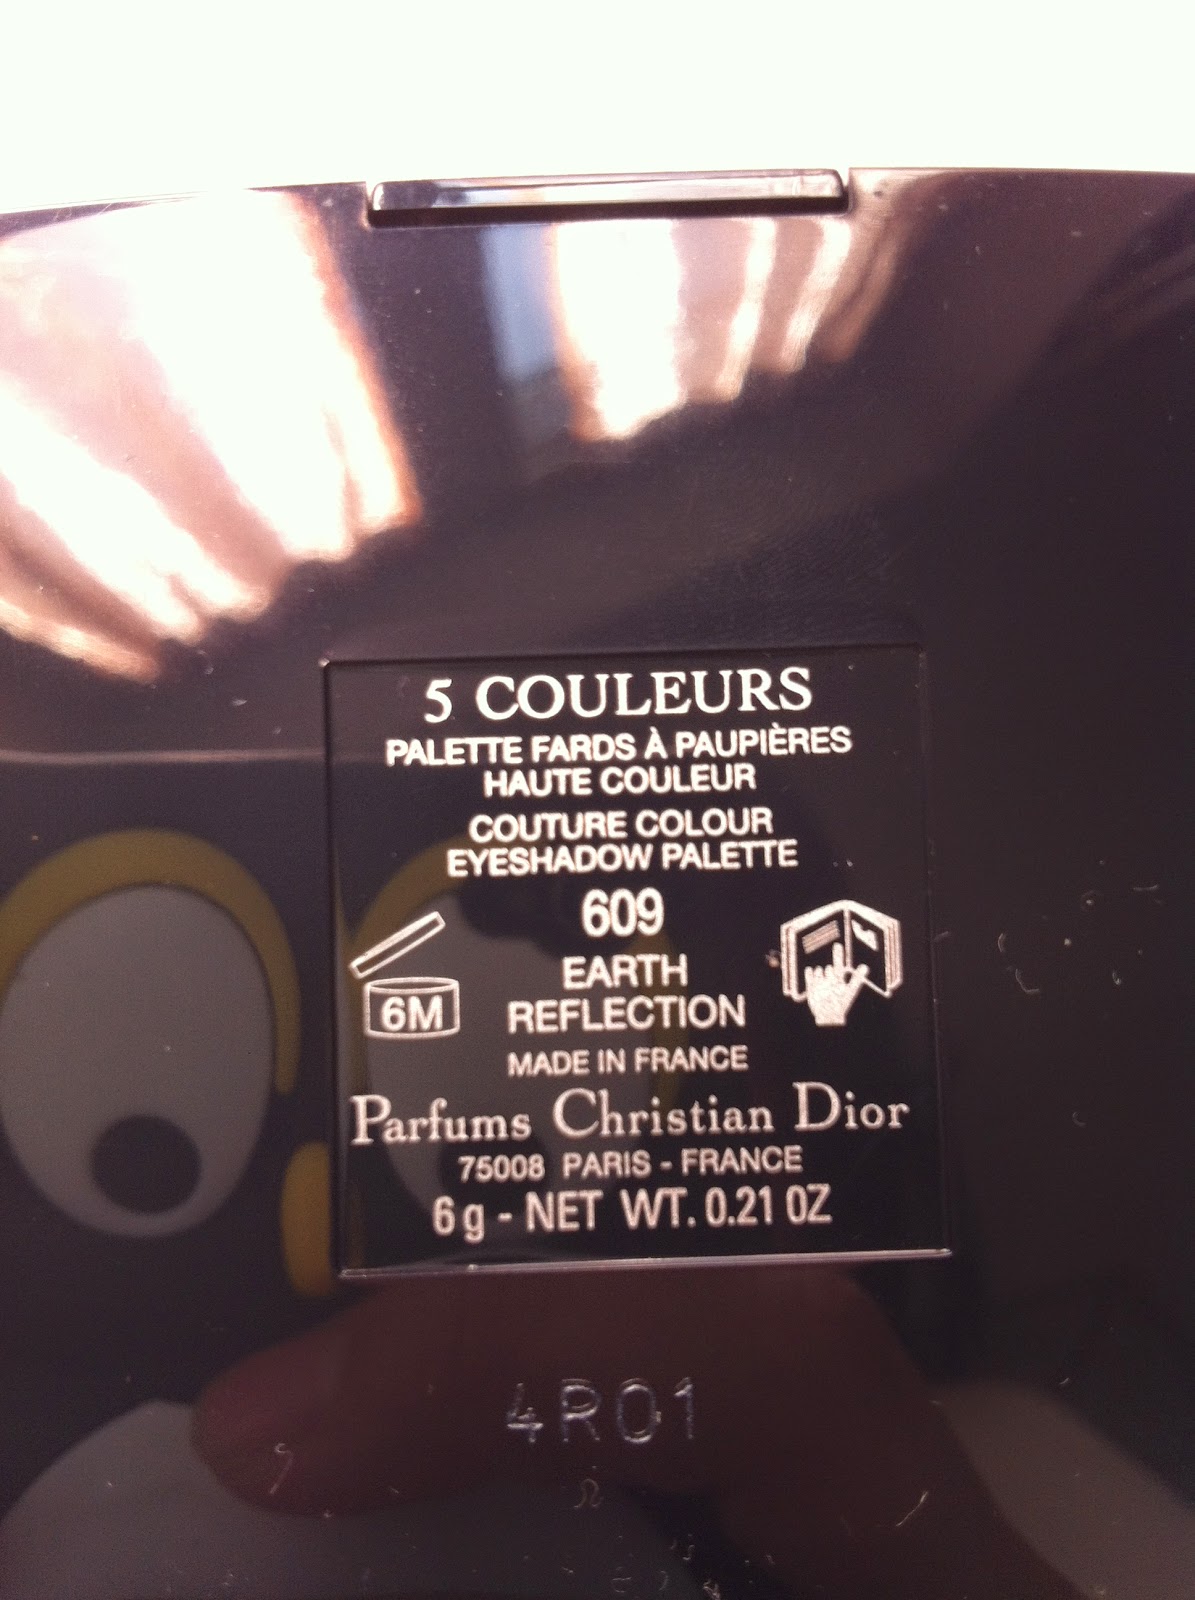 5 COULEURS
PALETTE FARDS À PAUPIÈRES
HAUTE COULEUR
COUTURE COLOUR
EYESHADOW PALETTE
609
EARTH
REFLECTION
6M
MADE IN FRANCE
Parfums Christian Dior
75008 PARIS - FRANCE
6 g - NET WT. 0.21 OZ
4R01